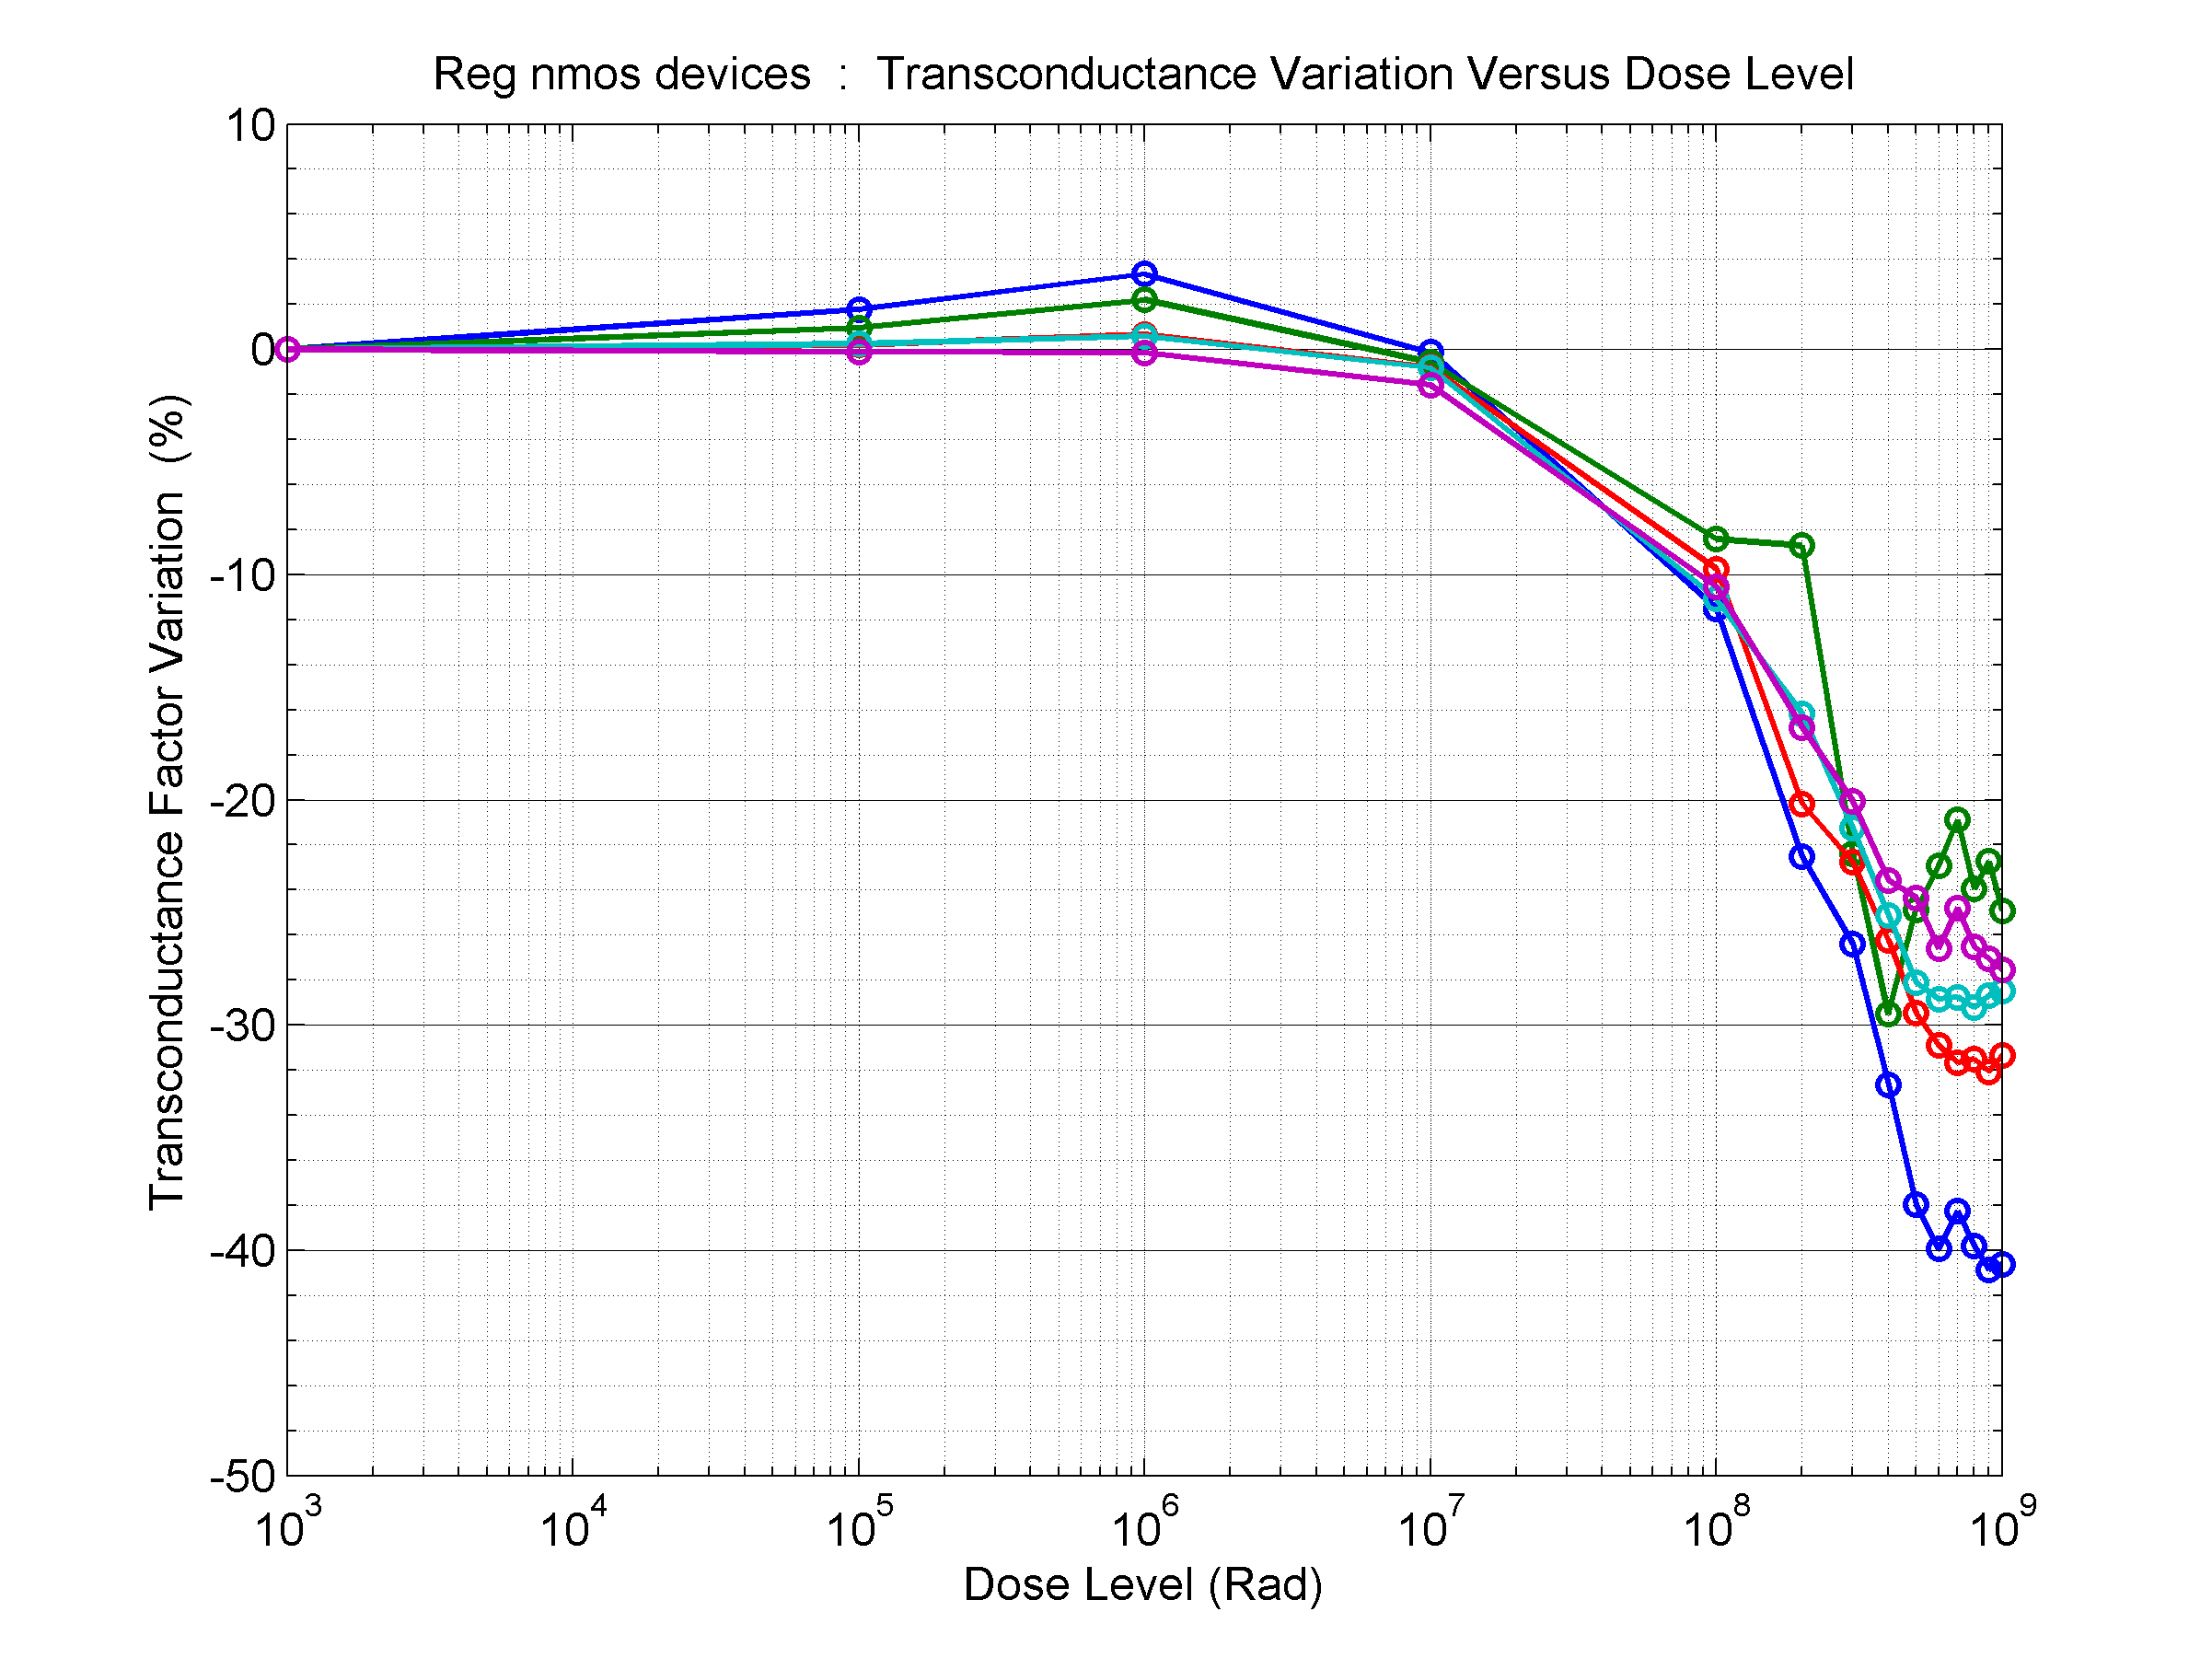 Reg nmos devices : Transconductance Variation Versus Dose Level
Transconductance Factor Variation (%)
10
0
-10
-20
-30
-40
-50
10^3 10^4 10^5 10^6 10^7 10^8 10^9
Dose Level (Rad)